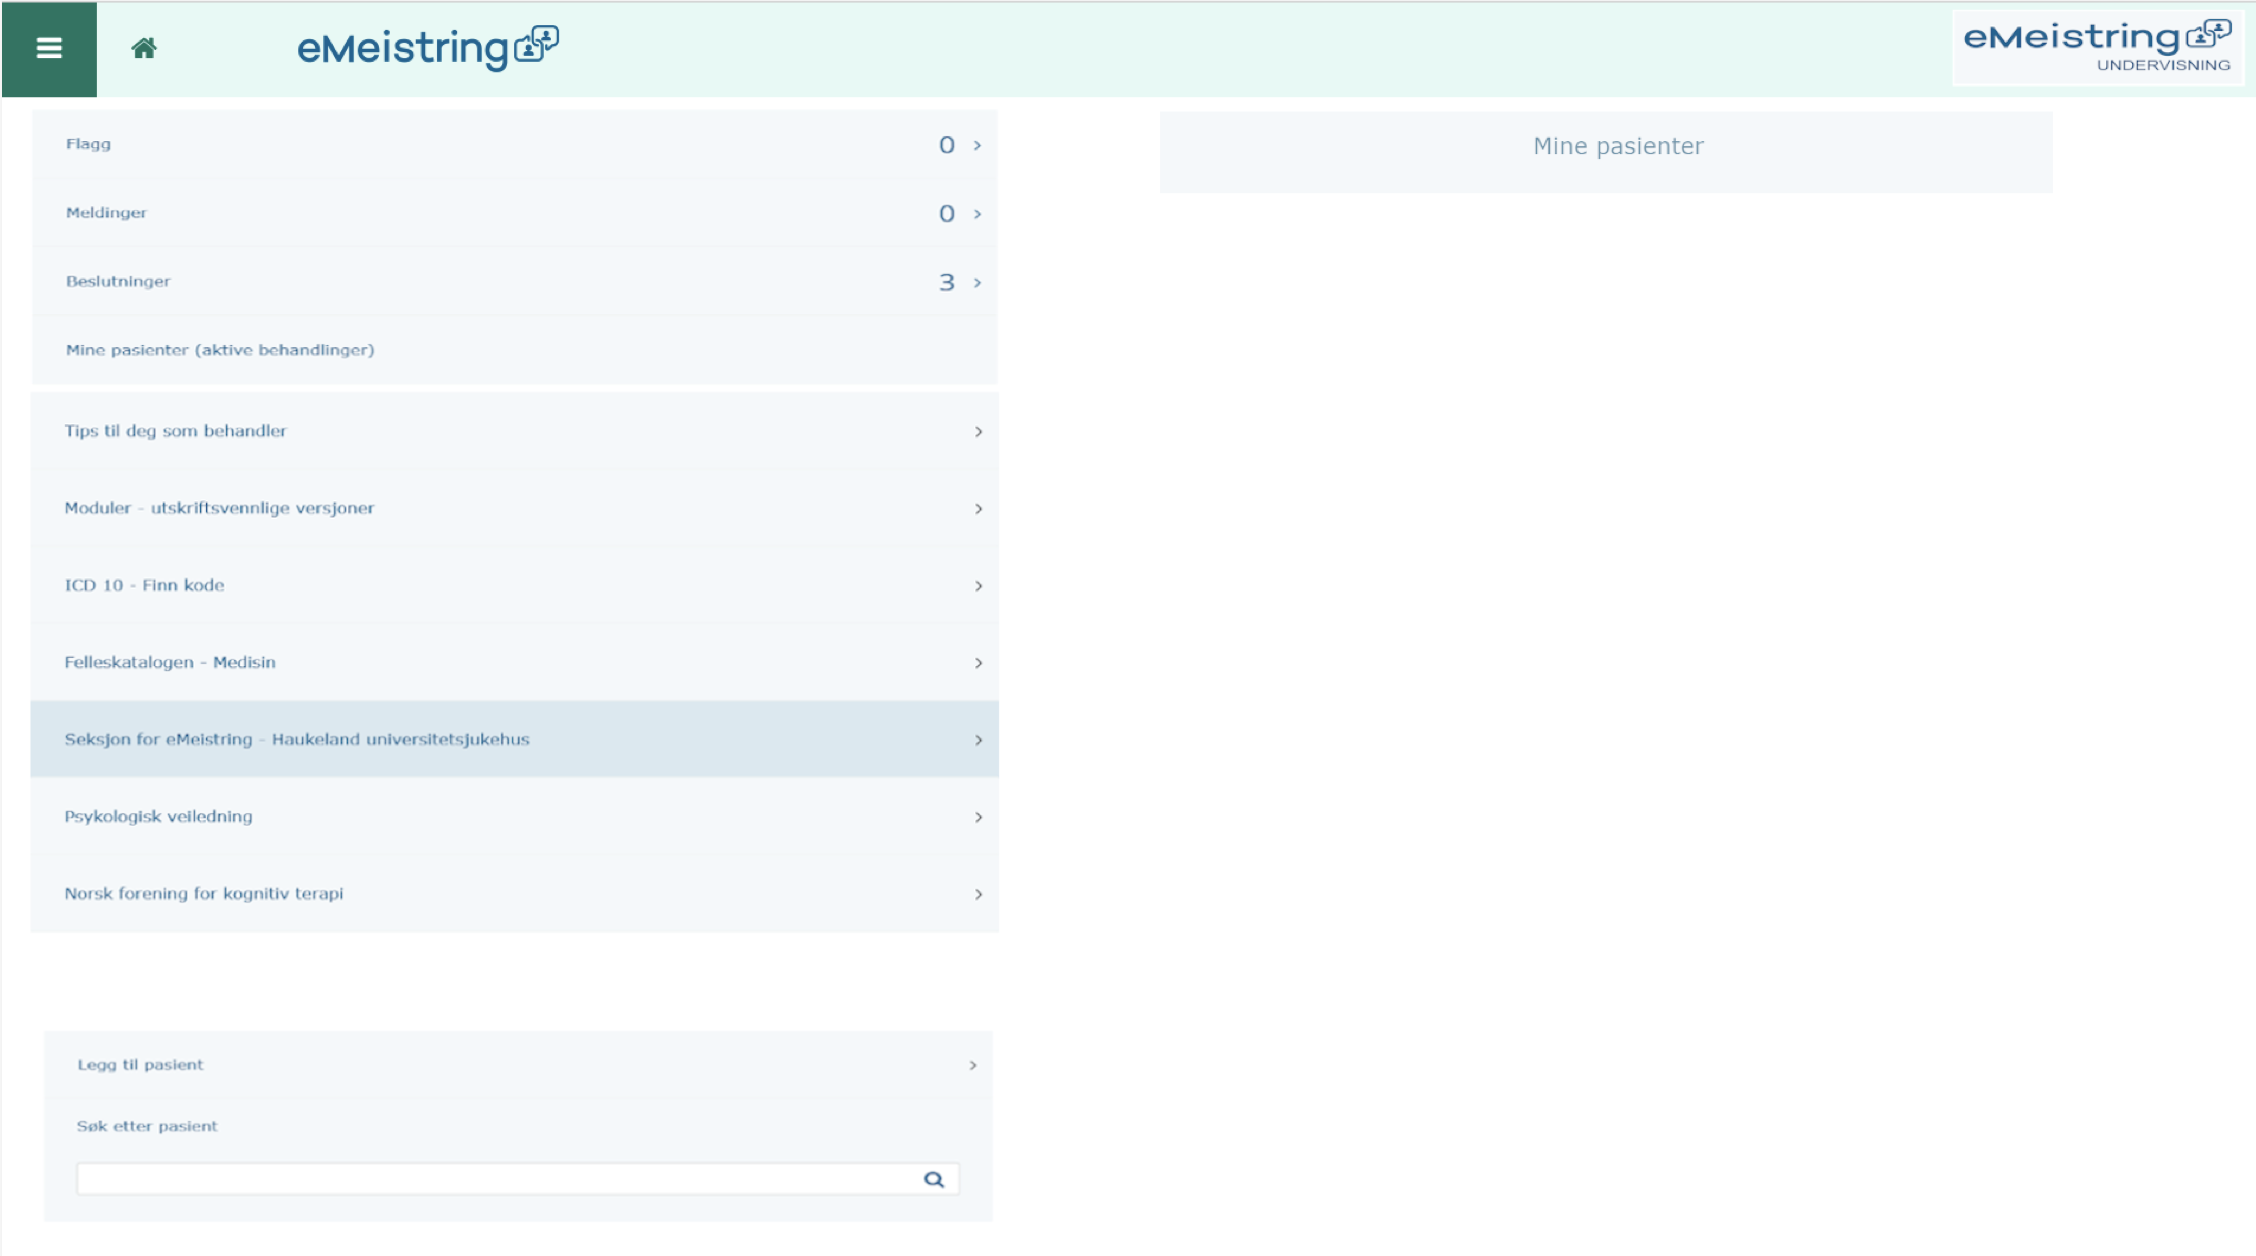 eMeistring
eMeistring
UNDERVISNING
Flagg 0
Meldinger 0
Beslutninger 3
Mine pasienter (aktive behandlinger)
Tips til deg som behandler
Moduler - utskriftsvennlige versjoner
ICD 10 - Finn kode
Felleskatalogen - Medisin
Seksjon for eMeistring - Haukeland universitetsjukehus
Psykologisk veiledning
Norsk forening for kognitiv terapi
Legg til pasient
Søk etter pasient
Mine pasienter